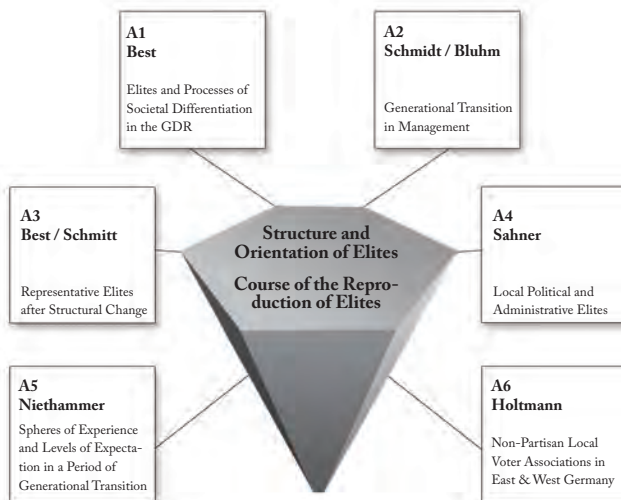 A1
Best
Elites and Processes of
Societal Differentiation
in the GDR
A2
Schmidt / Bluhm
Generational Transition
in Management
A3
Best / Schmitt
Representative Elites
after Structural Change
Structure and
Orientation of Elites
Course of the Repro-
duction of Elites
A4
Sahner
Local Political and
Administrative Elites
A5
Niethammer
Spheres of Experience
and Levels of Expecta-
tion in a Period of
Generational Transition
A6
Holtmann
Non-Partisan Local
Voter Associations in
East & West Germany